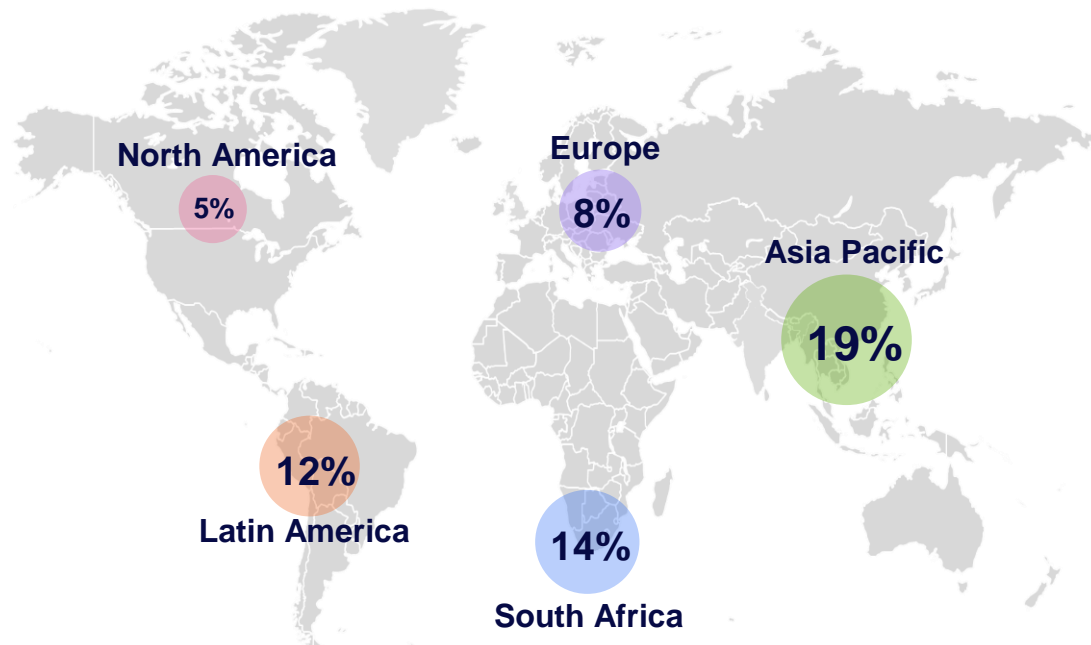 North America
5%
Europe
8%
Asia Pacific
19%
12%
Latin America
14%
South Africa